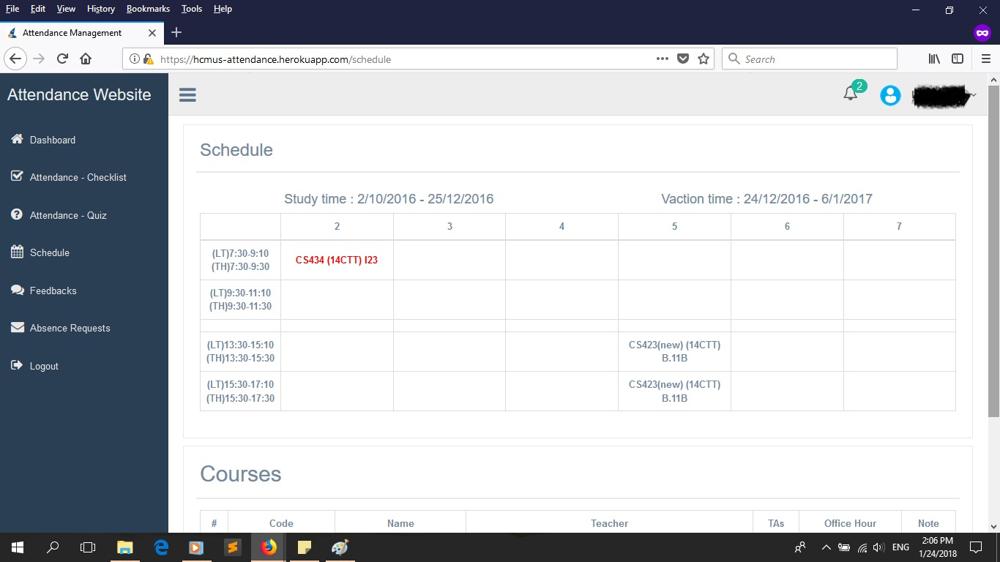 File Edit View History Bookmarks Tools Help
Attendance Management
https://hcmus-attendance.herokuapp.com/schedule
Search
Attendance Website
2
Dashboard
Attendance - Checklist
Attendance - Quiz
Schedule
Feedbacks
Absence Requests
Logout
Schedule
Study time : 2/10/2016 - 25/12/2016 Vaction time : 24/12/2016 - 6/1/2017
2 3 4 5 6 7
(LT)7:30-9:10
(TH)7:30-9:30
CS434 (14CTT) I23
(LT)9:30-11:10
(TH)9:30-11:30
(LT)13:30-15:10
(TH)13:30-15:30
CS423(new) (14CTT)
B.11B
(LT)15:30-17:10
(TH)15:30-17:30
CS423(new) (14CTT)
B.11B
Courses
# Code Name Teacher TAs Office Hour Note
ENG
2:06 PM
1/24/2018